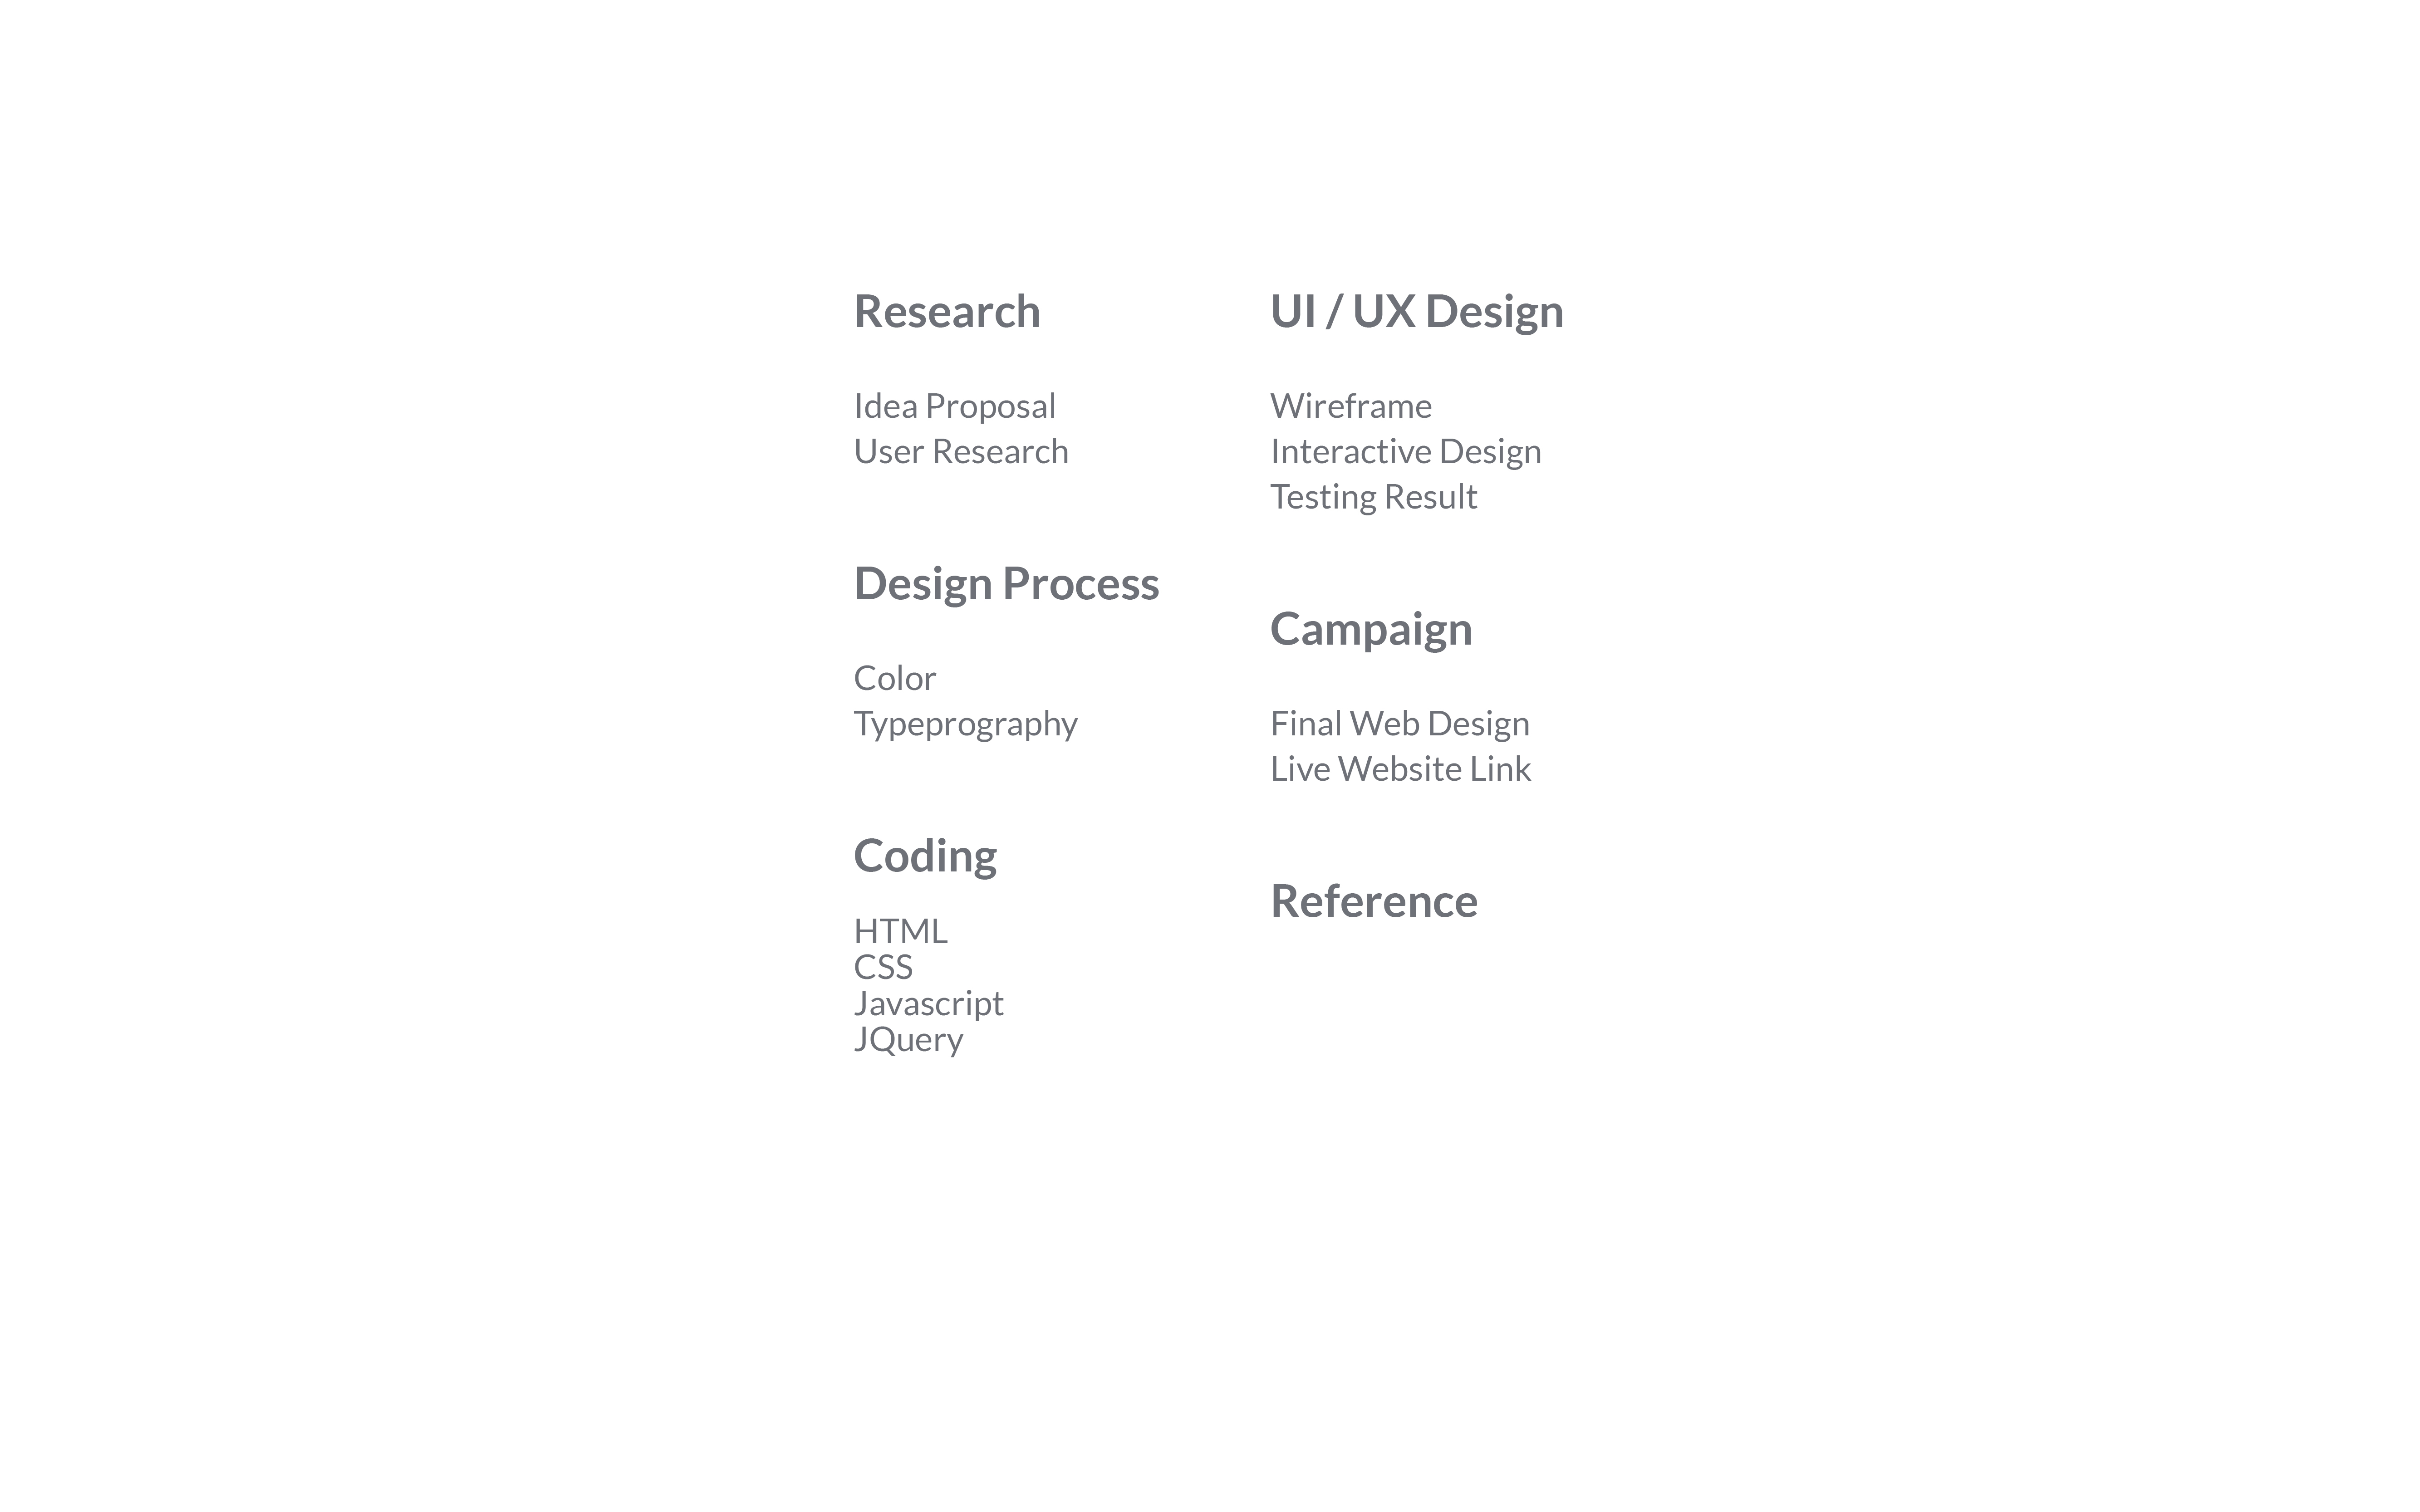 Research
Idea Proposal
User Research
Design Process
Color
Typeprography
Coding
HTML
CSS
Javascript
JQuery
UI / UX Design
Wireframe
Interactive Design
Testing Result
Campaign
Final Web Design
Live Website Link
Reference